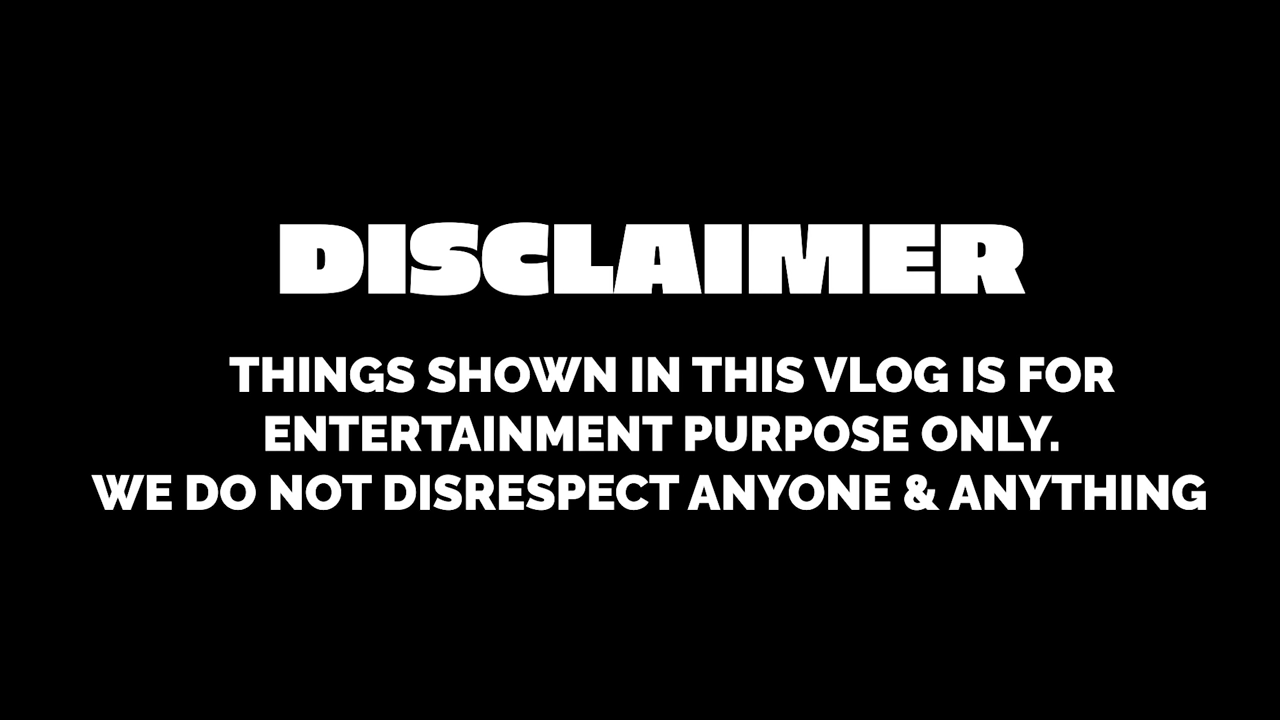 DISCLAIMER
THINGS SHOWN IN THIS VLOG IS FOR
ENTERTAINMENT PURPOSE ONLY.
WE DO NOT DISRESPECT ANYONE & ANYTHING